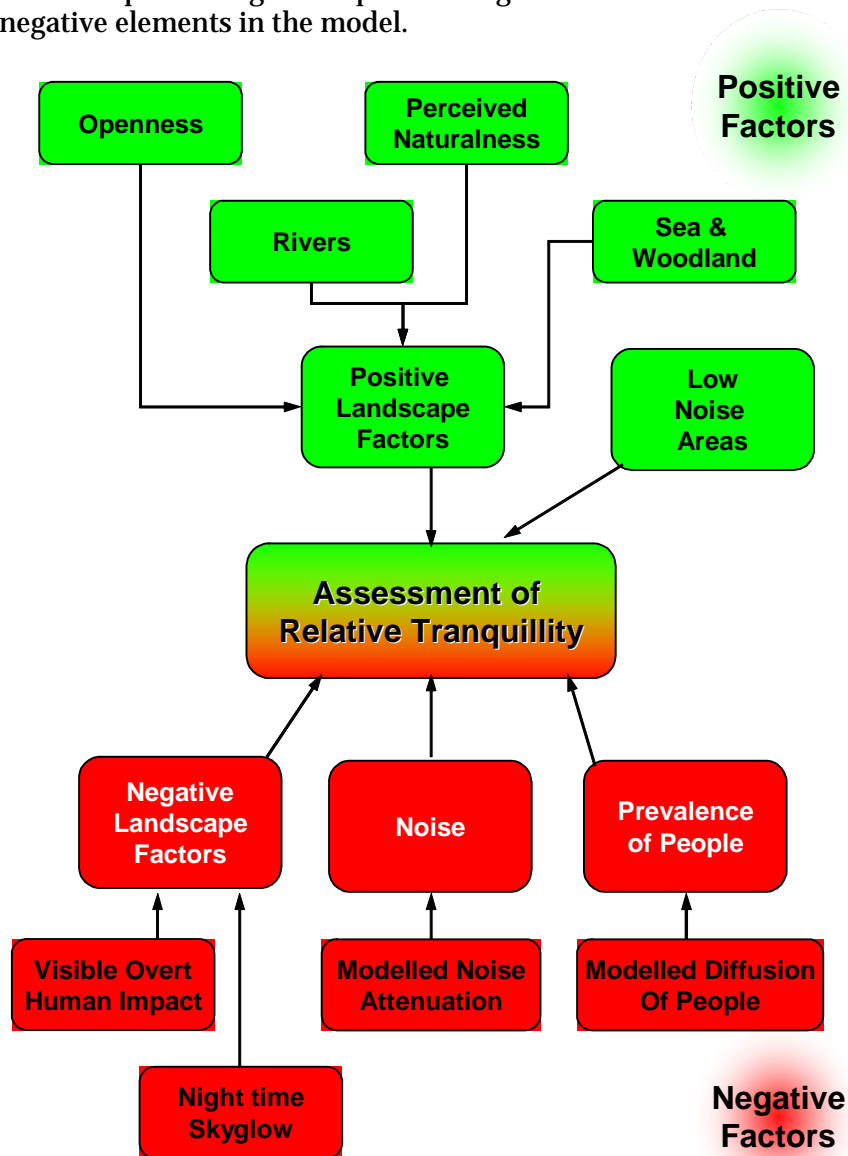 negative elements in the model.
Positive
Factors
Openness
Perceived
Naturalness
Rivers
Sea &
Woodland
Positive
Landscape
Factors
Low
Noise
Areas
Assessment of
Relative Tranquillity
Negative
Landscape
Factors
Noise
Prevalence
of People
Visible Overt
Human Impact
Modelled Noise
Attenuation
Modelled Diffusion
Of People
Night time
Skyglow
Negative
Factors